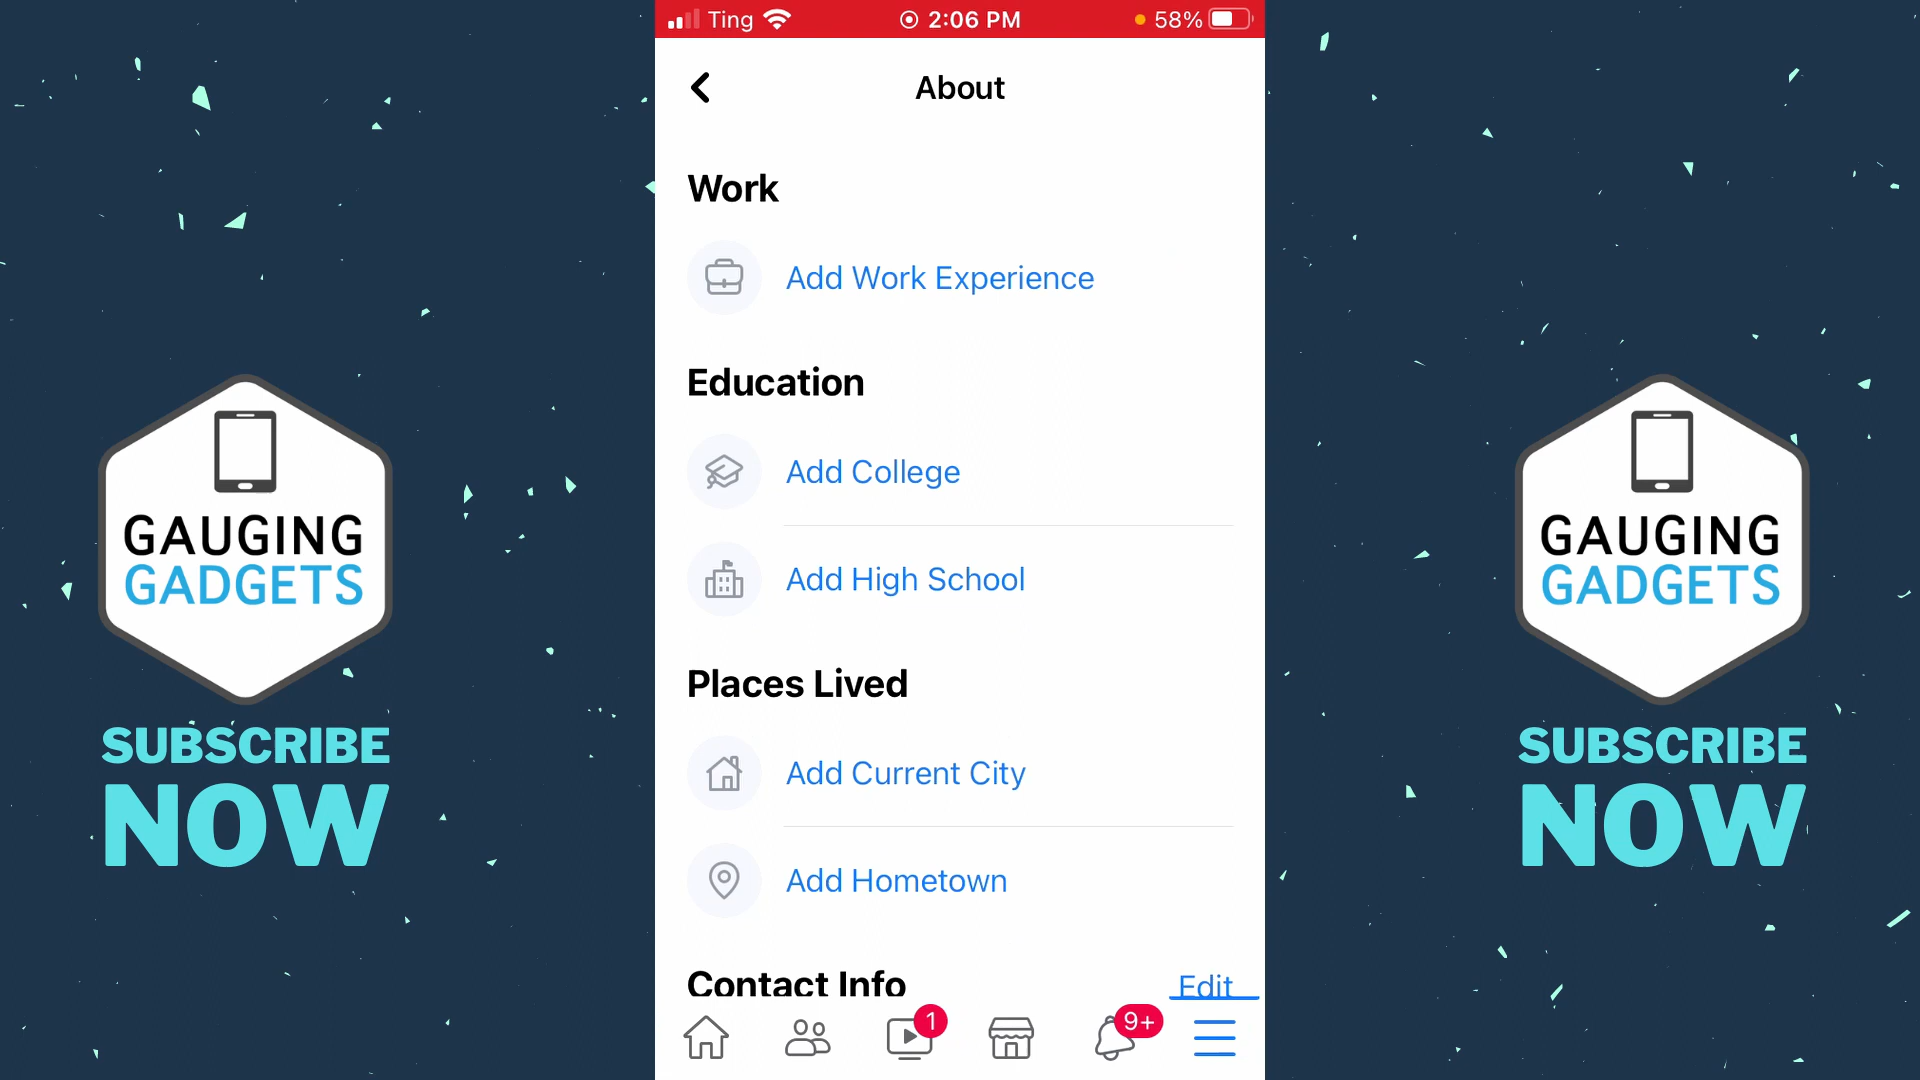 Ting 2:06 PM 58%
About
Work
Add Work Experience
Education
Add College
Add High School
Places Lived
Add Current City
Add Hometown
Contact Info Edit
1 9+
GAUGING
GADGETS
SUBSCRIBE
NOW
GAUGING
GADGETS
SUBSCRIBE
NOW